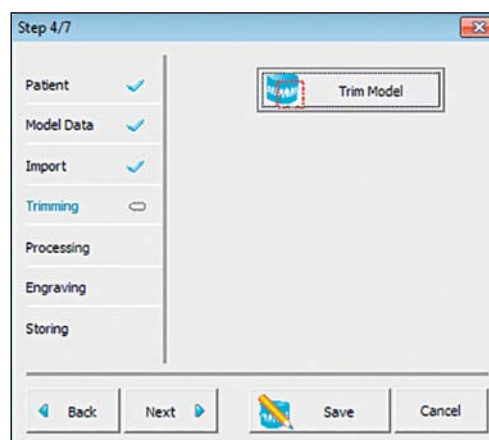 Step 4/7
Patient
Model Data
Import
Trimming
Processing
Engraving
Storing
Trim Model
Back
Next
Save
Cancel